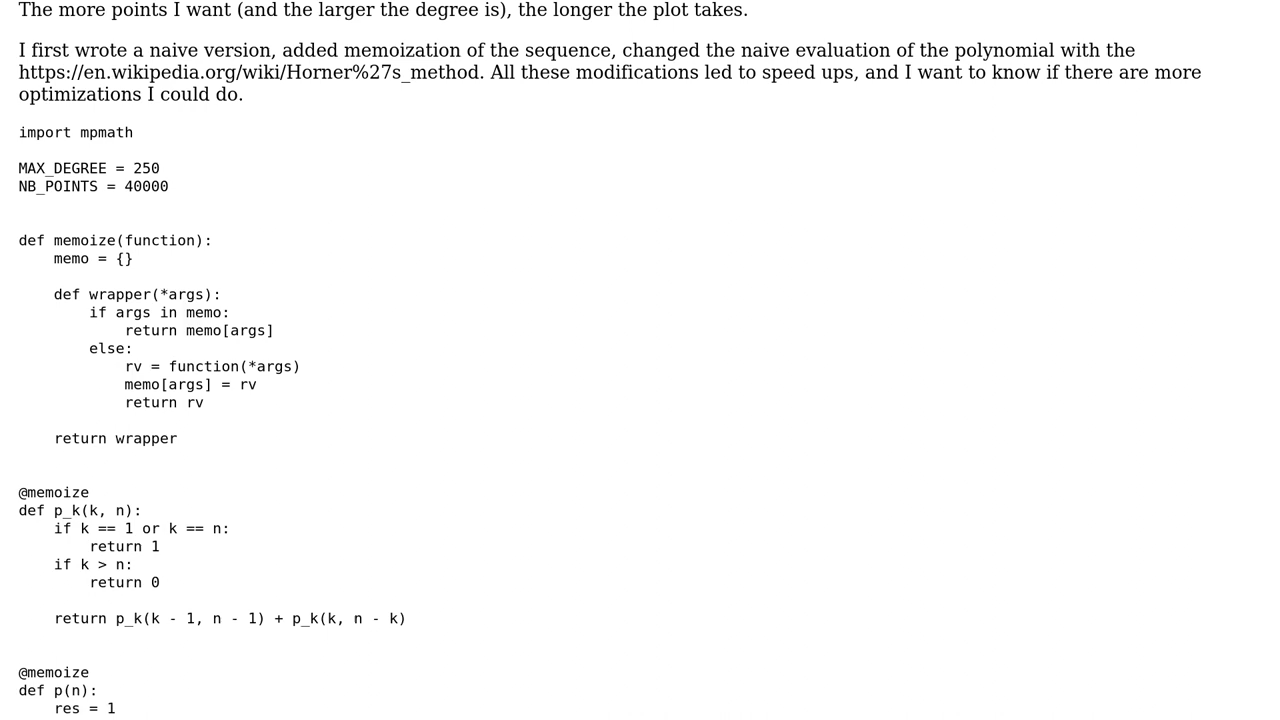 The more points I want (and the larger the degree is), the longer the plot takes.
I first wrote a naive version, added memoization of the sequence, changed the naive evaluation of the polynomial with the
https://en.wikipedia.org/wiki/Horner%27s_method. All these modifications led to speed ups, and I want to know if there are more
optimizations I could do.
import mpmath
MAX_DEGREE = 250
NB_POINTS = 40000
def memoize(function):
    memo = {}
    def wrapper(*args):
        if args in memo:
            return memo[args]
        else:
            rv = function(*args)
            memo[args] = rv
            return rv
    return wrapper
@memoize
def p_k(k, n):
    if k == 1 or k == n:
        return 1
    if k > n:
        return 0
    return p_k(k - 1, n - 1) + p_k(k, n - k)
@memoize
def p(n):
    res = 1